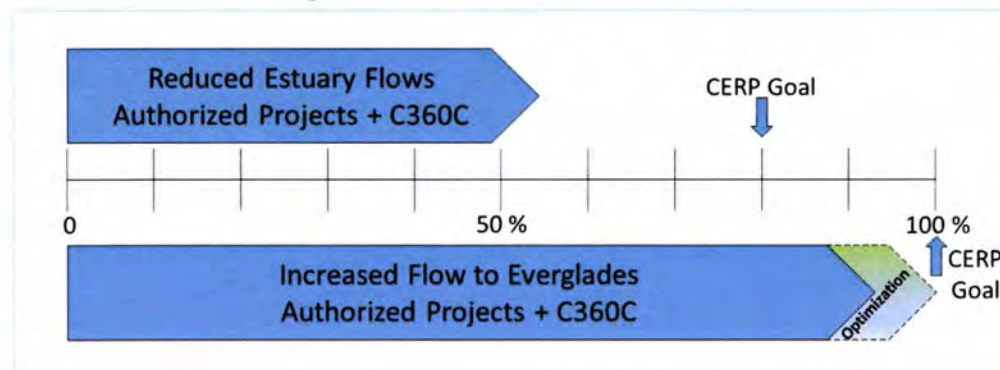 Reduced Estuary Flows
Authorized Projects + C360C
CERP Goal
0
50 %
100 %
Increased Flow to Everglades
Authorized Projects + C360C
Optimization
CERP
Goal